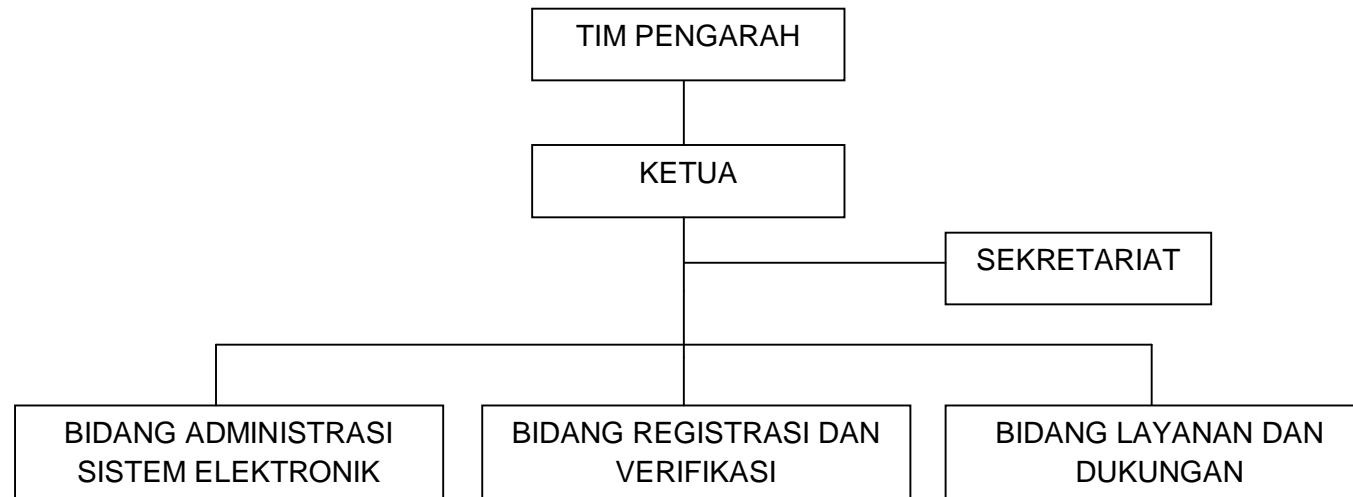 TIM PENGARAH
KETUA
SEKRETARIAT
BIDANG ADMINISTRASI
SISTEM ELEKTRONIK
BIDANG REGISTRASI DAN
VERIFIKASI
BIDANG LAYANAN DAN
DUKUNGAN